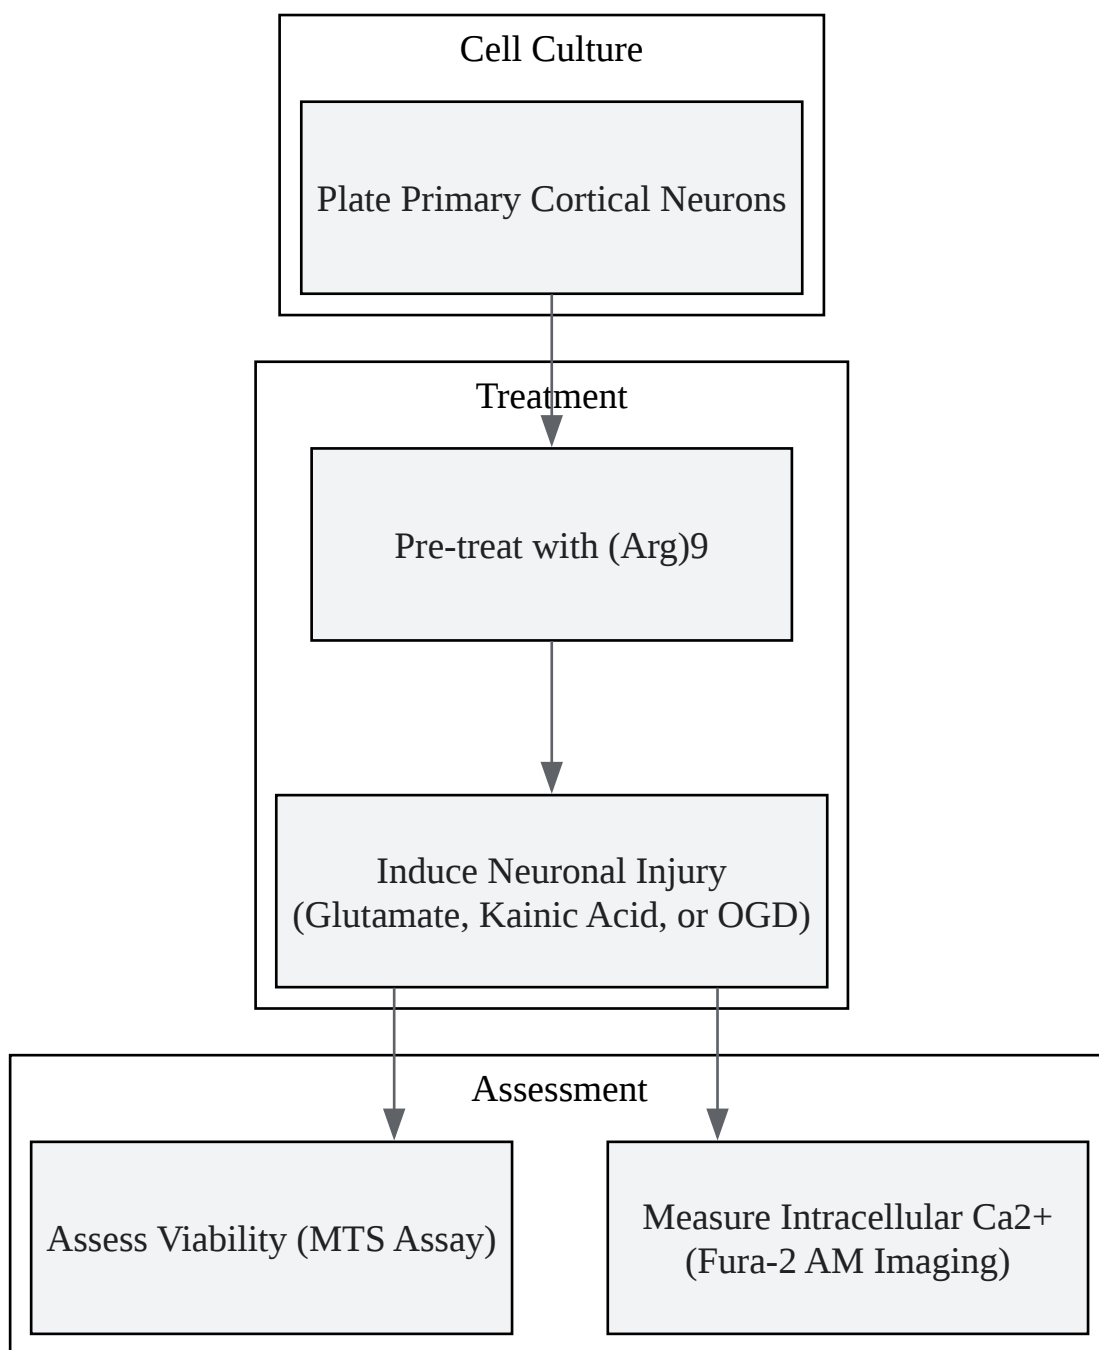 Cell Culture
Plate Primary Cortical Neurons
Treatment
Pre-treat with (Arg)9
Induce Neuronal Injury
(Glutamate, Kainic Acid, or OGD)
Assessment
Assess Viability (MTS Assay)
Measure Intracellular Ca2+
(Fura-2 AM Imaging)